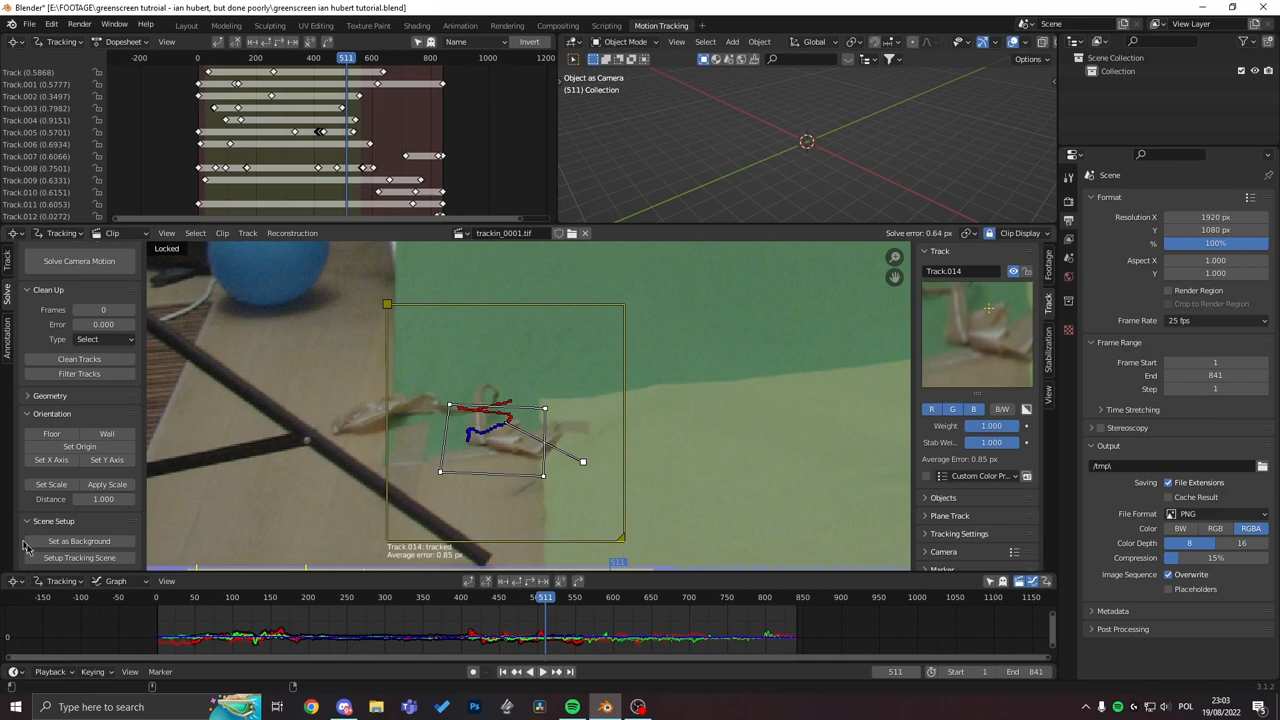 Blender* [E:\FOOTAGE\greenscreen tutroial - ian hubert, but done poorly\greenscreen ian hubert tutorial.blend]
File Edit Render Window Help Layout Modeling Sculpting UV Editing Texture Paint Shading Animation Rendering Compositing Scripting Motion Tracking + Scene View Layer
Tracking Dopesheet View Name Invert
Object Mode View Select Add Object Global
Options
-200 0 200 400 511 600 800 1000 1200
Track (0.5868)
Track.001 (0.5777)
Track.002 (0.3497)
Track.003 (0.7982)
Track.004 (0.9151)
Track.005 (0.5701)
Track.006 (0.6934)
Track.007 (0.6066)
Track.008 (0.7501)
Track.009 (0.6331)
Track.010 (0.6151)
Track.011 (0.6053)
Track.012 (0.0272)
Object as Camera
(511) Collection
Scene Collection
Collection
Scene
Format
Resolution X 1920 px
Y 1080 px
% 100%
Aspect X 1.000
Y 1.000
Render Region
Crop to Render Region
Frame Rate 25 fps
Frame Range
Frame Start 1
End 841
Step 1
Time Stretching
Stereoscopy
Output
/tmp\
Saving File Extensions
Cache Result
File Format PNG
Color BW RGB RGBA
Color Depth 8 16
Compression 15%
Image Sequence Overwrite
Placeholders
Metadata
Post Processing
Tracking Clip View Select Clip Track Reconstruction trackin_0001.tif Solve error: 0.64 px Clip Display
Track
Solve
Annotation
Solve Camera Motion
Clean Up
Frames 0
Error 0.000
Type Select
Clean Tracks
Filter Tracks
Geometry
Orientation
Floor Wall
Set Origin
Set X Axis Set Y Axis
Set Scale Apply Scale
Distance 1.000
Scene Setup
Set as Background
Setup Tracking Scene
Locked
Track.014: tracked
Average error: 0.85 px
511
Track
Track.014
R G B B/W
Weight 1.000
Stab Wei... 1.000
Average Error: 0.85 px
Custom Color Pr...
Objects
Plane Track
Tracking Settings
Camera
Marker
Footage
Track
Stabilization
View
Tracking Graph View
-150 -100 -50 0 50 100 150 200 250 300 350 400 450 511 600 650 700 750 800 850 900 950 1000 1050 1100 1150
0
Playback Keying View Marker 511 Start 1 End 841
3.1.2
Type here to search
POL
23:03
19/08/2022